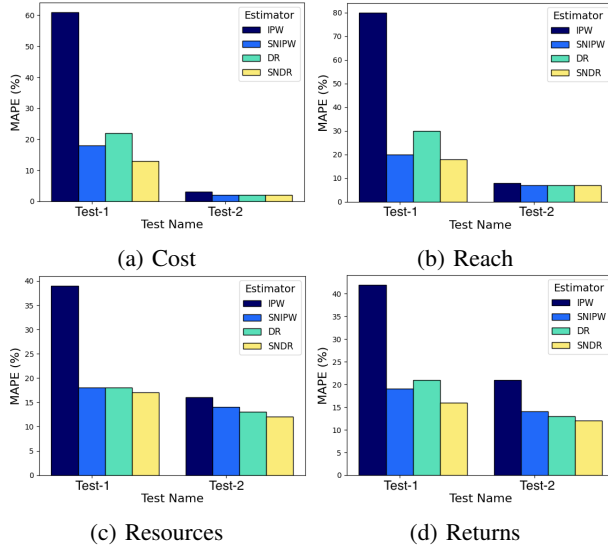 Estimator
IPW
SNIPW
DR
SNDR
MAPE (%)
60
50
40
30
20
10
0
Test-1 Test-2
Test Name
(a) Cost
Estimator
IPW
SNIPW
DR
SNDR
MAPE (%)
80
70
60
50
40
30
20
10
0
Test-1 Test-2
Test Name
(b) Reach
Estimator
IPW
SNIPW
DR
SNDR
MAPE (%)
40
35
30
25
20
15
10
5
0
Test-1 Test-2
Test Name
(c) Resources
Estimator
IPW
SNIPW
DR
SNDR
MAPE (%)
40
35
30
25
20
15
10
5
0
Test-1 Test-2
Test Name
(d) Returns